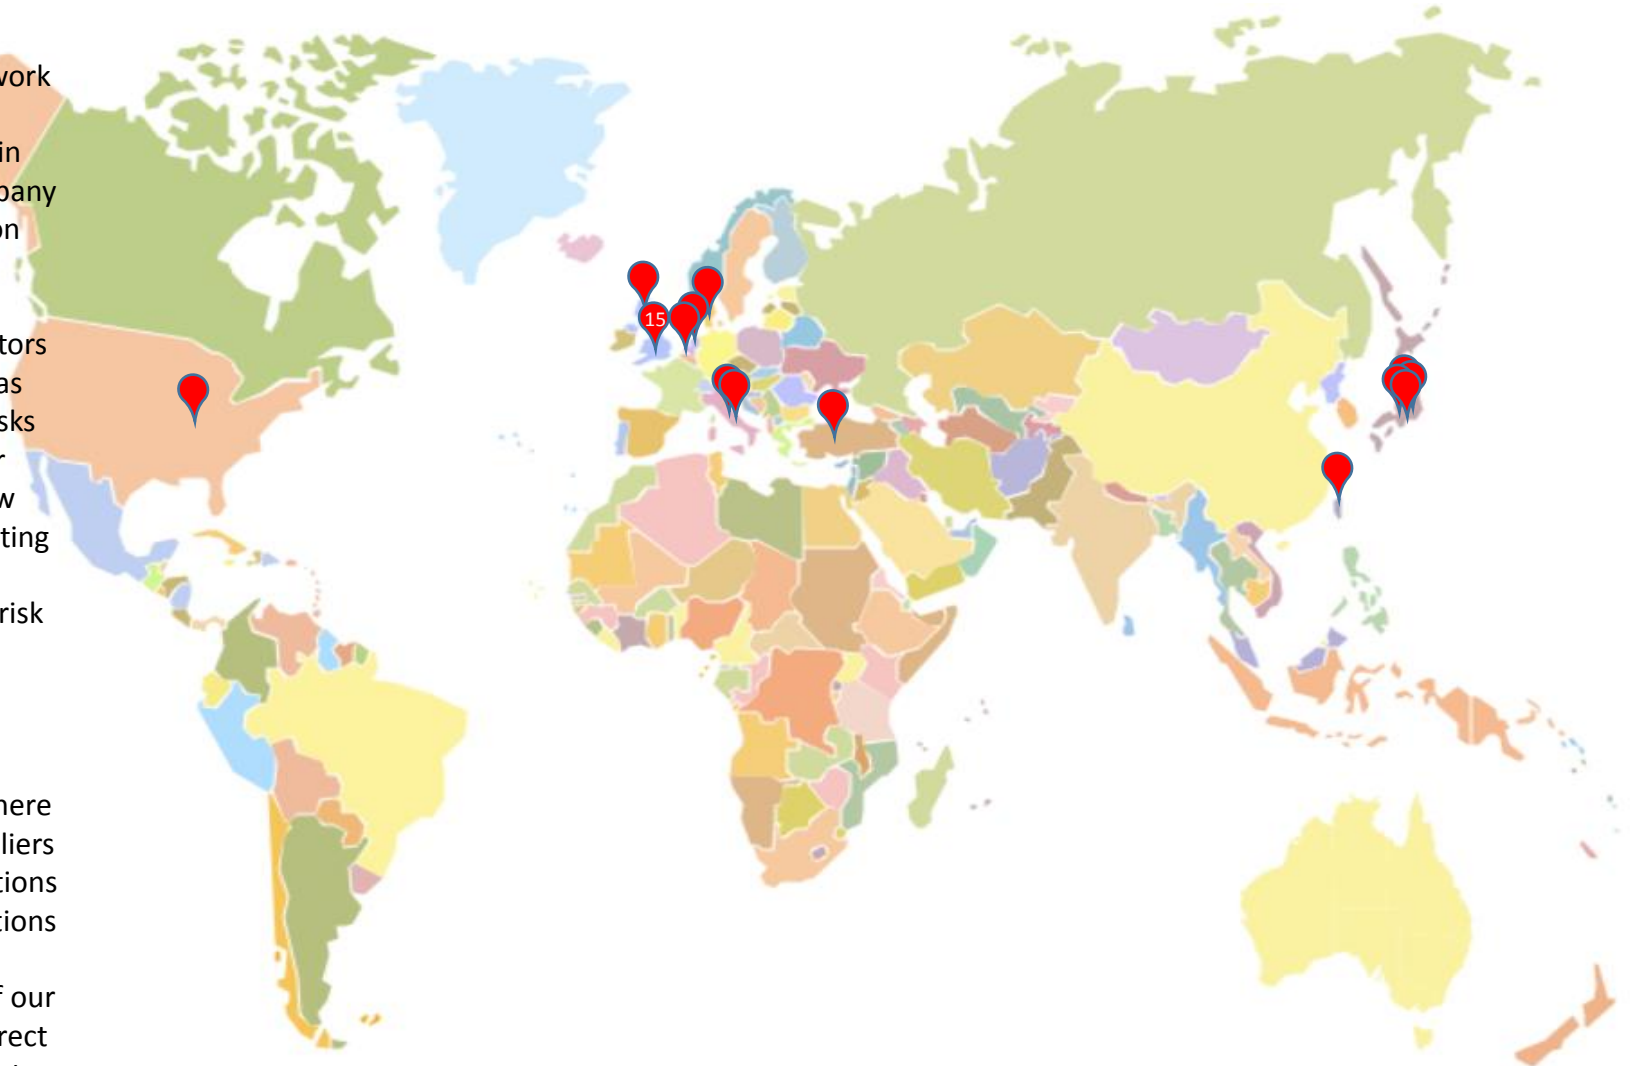 work
in
pany
on
tors
as
sks
r
w
ting
risk
here
liers
tions
tions
f our
rect
15